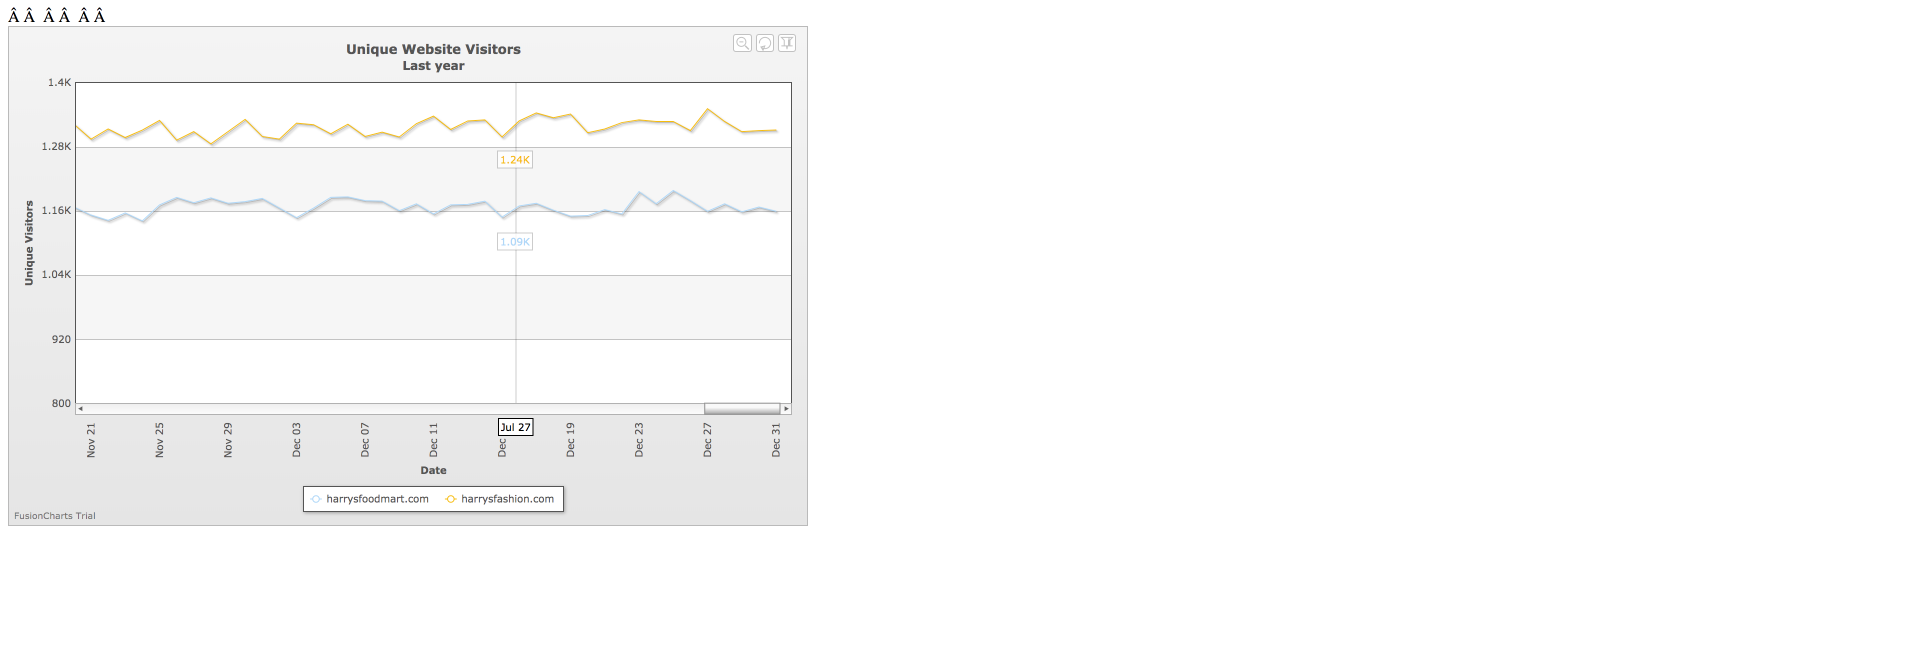 Â Â  Â Â  Â Â
Unique Website Visitors
Last year
Unique Visitors
1.4K
1.28K
1.16K
1.04K
920
800
1.24K
1.09K
Jul 27
Nov 21
Nov 25
Nov 29
Dec 03
Dec 07
Dec 11
Dec
Dec 19
Dec 23
Dec 27
Dec 31
Date
harrysfoodmart.com
harrysfashion.com
FusionCharts Trial